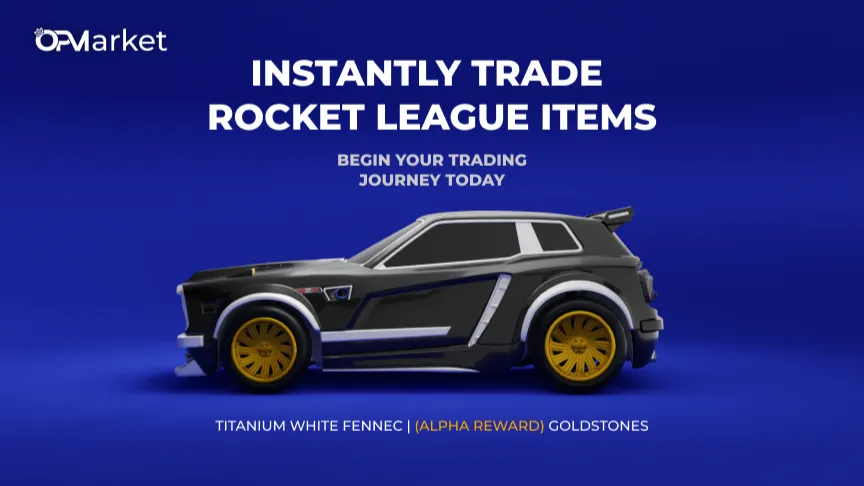 OPMarket
INSTANTLY TRADE
ROCKET LEAGUE ITEMS
BEGIN YOUR TRADING
JOURNEY TODAY
TITANIUM WHITE FENNEC | (ALPHA REWARD) GOLDSTONES